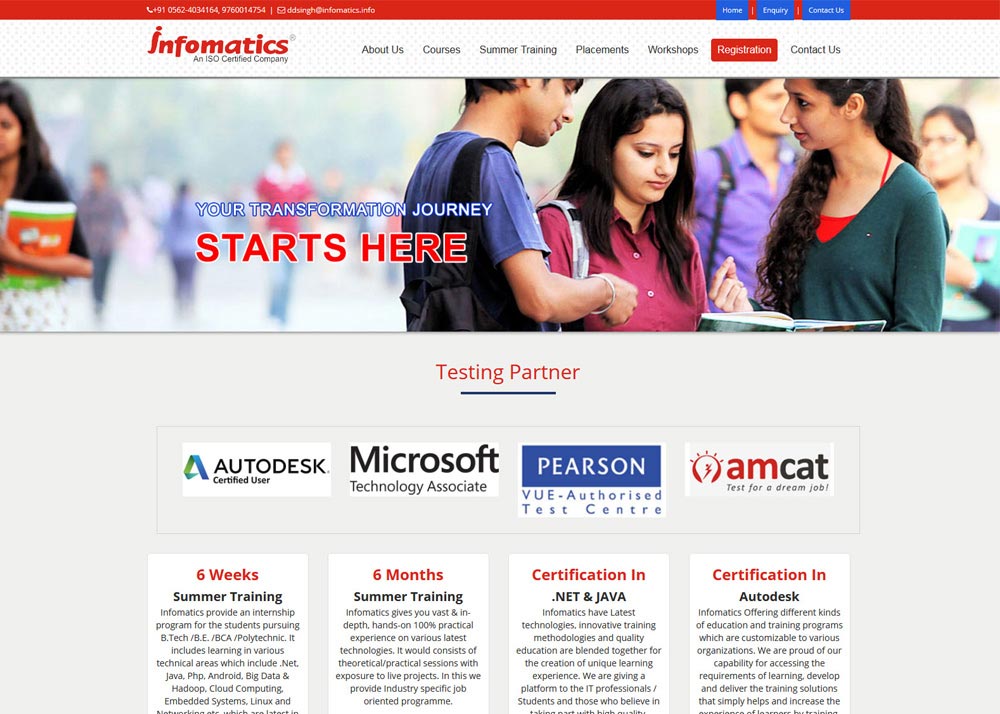 +91 0562-4034164, 9760014754 | ddsingh@infomatics.info
Home | Enquiry | Contact Us
Infomatics®
An ISO Certified Company
About Us Courses Summer Training Placements Workshops Registration Contact Us
YOUR TRANSFORMATION JOURNEY
STARTS HERE
Testing Partner
AUTODESK.
Certified User
Microsoft
Technology Associate
PEARSON
VUE-Authorised
Test Centre
amcat
Test for a dream job!
6 Weeks
Summer Training
Infomatics provide an internship
program for the students pursuing
B.Tech /B.E. /BCA /Polytechnic. It
includes learning in various
technical areas which include .Net,
Java, Php, Android, Big Data &
Hadoop, Cloud Computing,
Embedded Systems, Linux and
Networking etc. which are latest in
6 Months
Summer Training
Infomatics gives you vast & in-
depth, hands-on 100% practical
experience on various latest
technologies. It would consists of
theoretical/practical sessions with
exposure to live projects. In this we
provide Industry specific job
oriented programme.
Certification In
.NET & JAVA
Infomatics have Latest
technologies, innovative training
methodologies and quality
education are blended together for
the creation of unique learning
experience. We are giving a
platform to the IT professionals /
Students and those who believe in
taking part with high quality
Certification In
Autodesk
Infomatics Offering different kinds
of education and training programs
which are customizable to various
organizations. We are proud of our
capability for accessing the
requirements of learning, develop
and deliver the training solutions
that simply helps and increase the
experience of learners by training